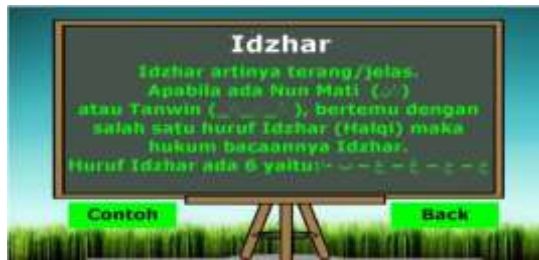 Idzhar
Idzhar artinya terang/jelas.
Apabila ada Nun Mati (نْ)
atau Tanwin (_ _ _ ), bertemu dengan
salah satu huruf Idzhar (Halqi) maka
hukum bacaannya Idzhar.
Huruf Idzhar ada 6 yaitu:
Contoh
Back